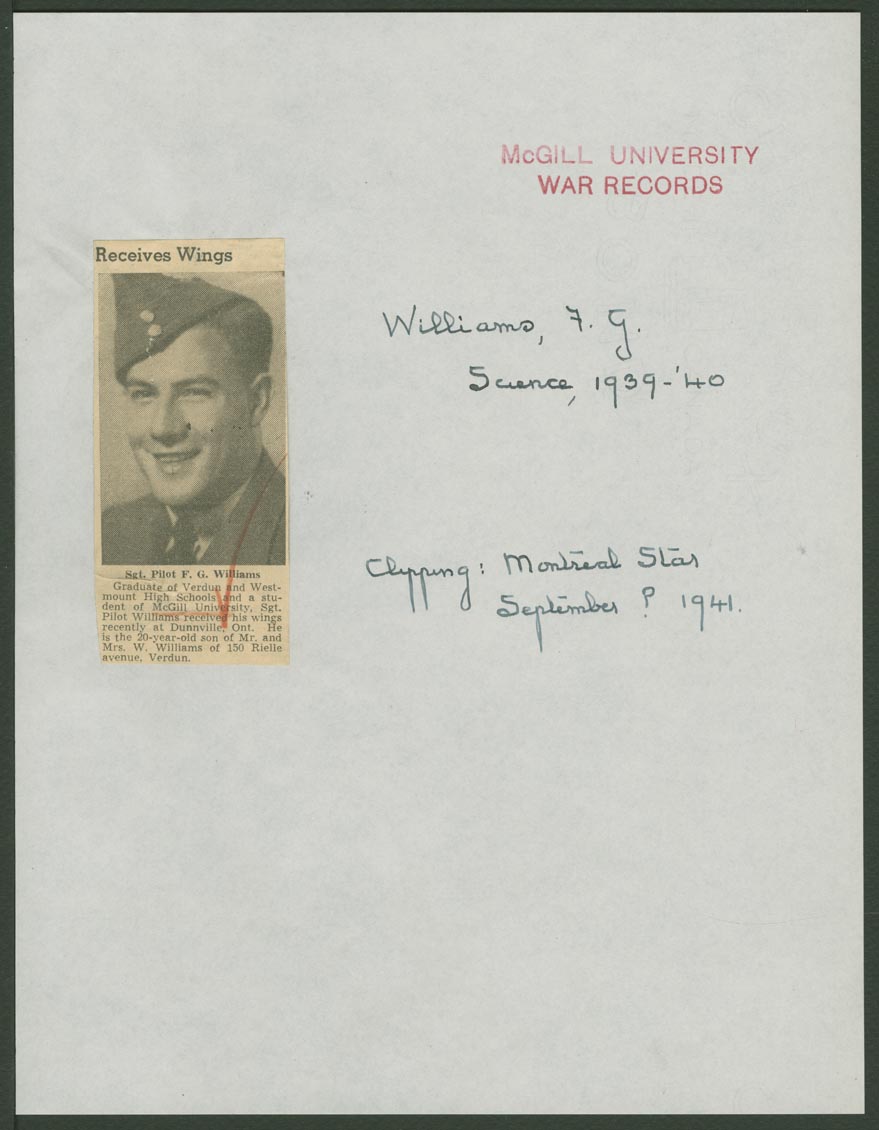 McGILL UNIVERSITY
WAR RECORDS
Receives Wings
Williams, F. G.
Science, 1939-'40
Sgt. Pilot F. G. Williams
Graduate of Verdun and West-
mount High Schools and a stu-
dent of McGill University, Sgt.
Pilot Williams received his wings
recently at Dunnville, Ont. He
is the 20-year-old son of Mr. and
Mrs. W. Williams of 150 Rielle
avenue, Verdun.
Clipping: Montreal Star
September ? 1941.